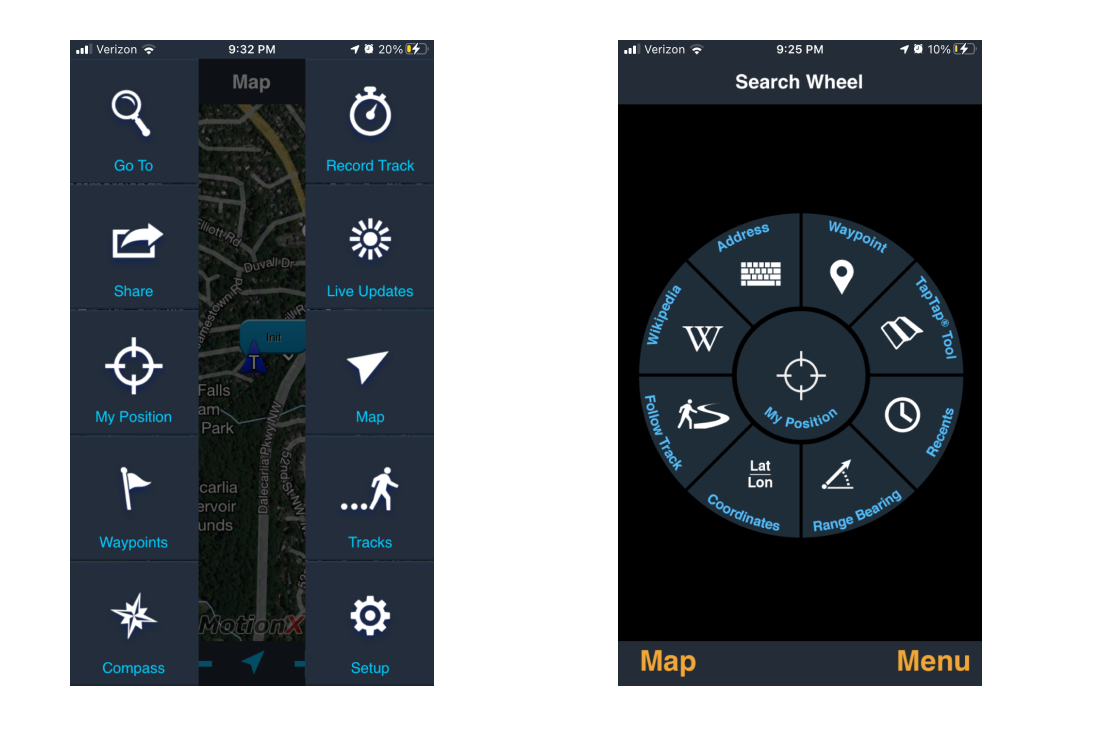 Verizon 9:32 PM 20%
Map
Go To
Record Track
Elliott Rd
Duvall Dr
Share
Live Updates
Jamestown Rd
Init
T
Falls
Park
My Position
Map
Dalecarlia Pkwy NW
52nd St NW
carlia
ervoir
unds
Waypoints
Tracks
52
MotionX
Compass
Setup
Verizon 9:25 PM 10%
Search Wheel
Address
Waypoint
Wikipedia
W
TapTap® Tool
My Position
Follow Track
Recents
Lat
Lon
Coordinates
Range Bearing
Map Menu